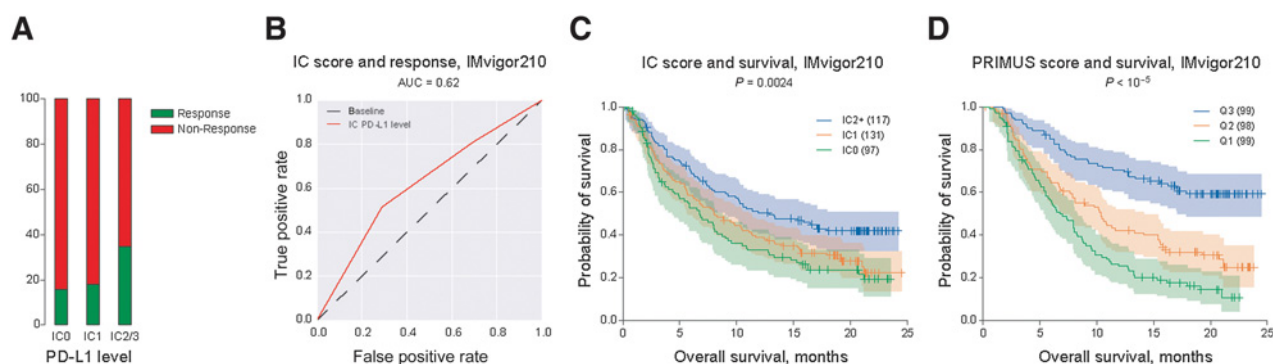 A
Response
Non-Response
100
80
60
40
20
0
IC0 IC1 IC2/3
PD-L1 level
B
IC score and response, IMvigor210
AUC = 0.62
Baseline
IC PD-L1 level
True positive rate
1.0
0.8
0.6
0.4
0.2
0.0
0.0 0.2 0.4 0.6 0.8 1.0
False positive rate
C
IC score and survival, IMvigor210
P = 0.0024
IC2+ (117)
IC1 (131)
IC0 (97)
Probability of survival
1.0
0.8
0.6
0.4
0.2
0.0
0 5 10 15 20 25
Overall survival, months
D
PRIMUS score and survival, IMvigor210
P < 10⁻⁵
Q3 (99)
Q2 (98)
Q1 (99)
Probability of survival
1.0
0.8
0.6
0.4
0.2
0.0
0 5 10 15 20 25
Overall survival, months